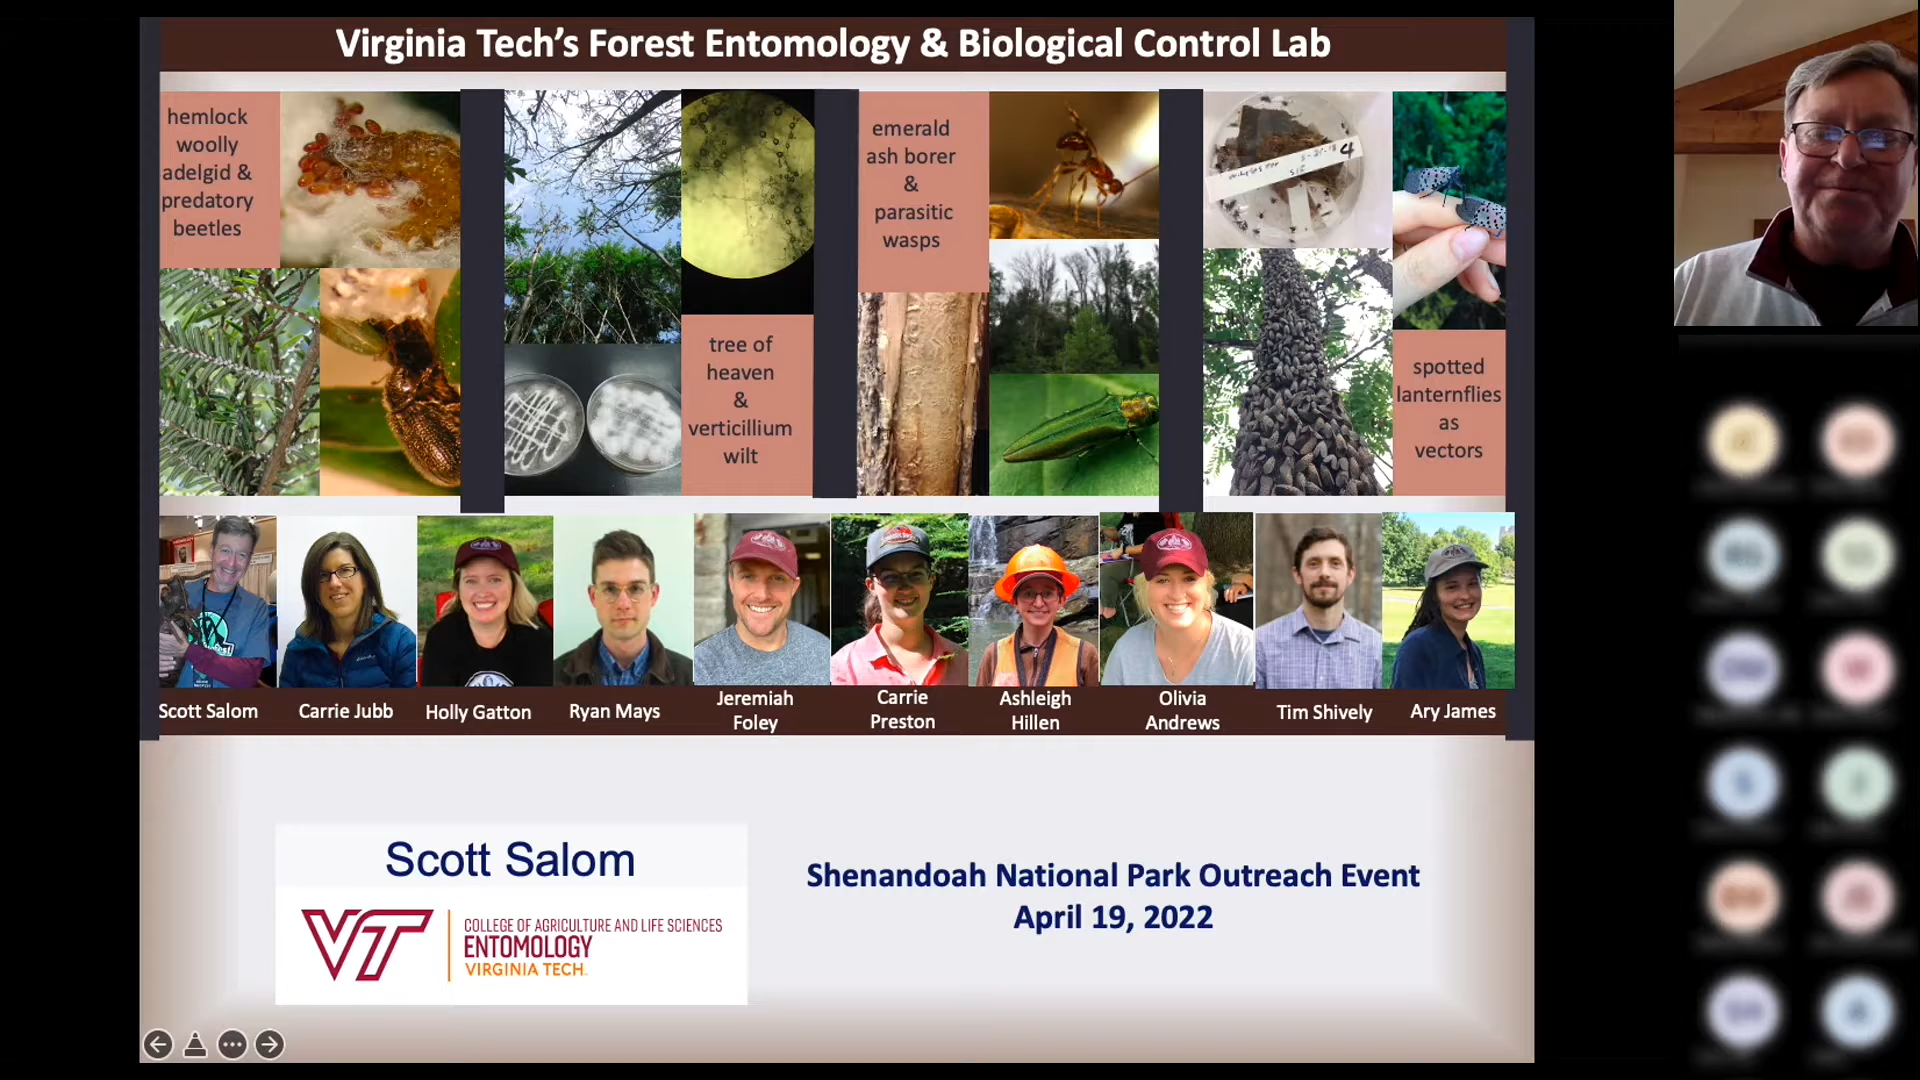 Virginia Tech's Forest Entomology & Biological Control Lab
hemlock
woolly
adelgid &
predatory
beetles
tree of
heaven
&
verticillium
wilt
emerald
ash borer
&
parasitic
wasps
4
spotted
lanternflies
as
vectors
Scott Salom
Carrie Jubb
Holly Gatton
Ryan Mays
Jeremiah
Foley
Carrie
Preston
Ashleigh
Hillen
Olivia
Andrews
Tim Shively
Ary James
Scott Salom
VT
COLLEGE OF AGRICULTURE AND LIFE SCIENCES
ENTOMOLOGY
VIRGINIA TECH.
Shenandoah National Park Outreach Event
April 19, 2022